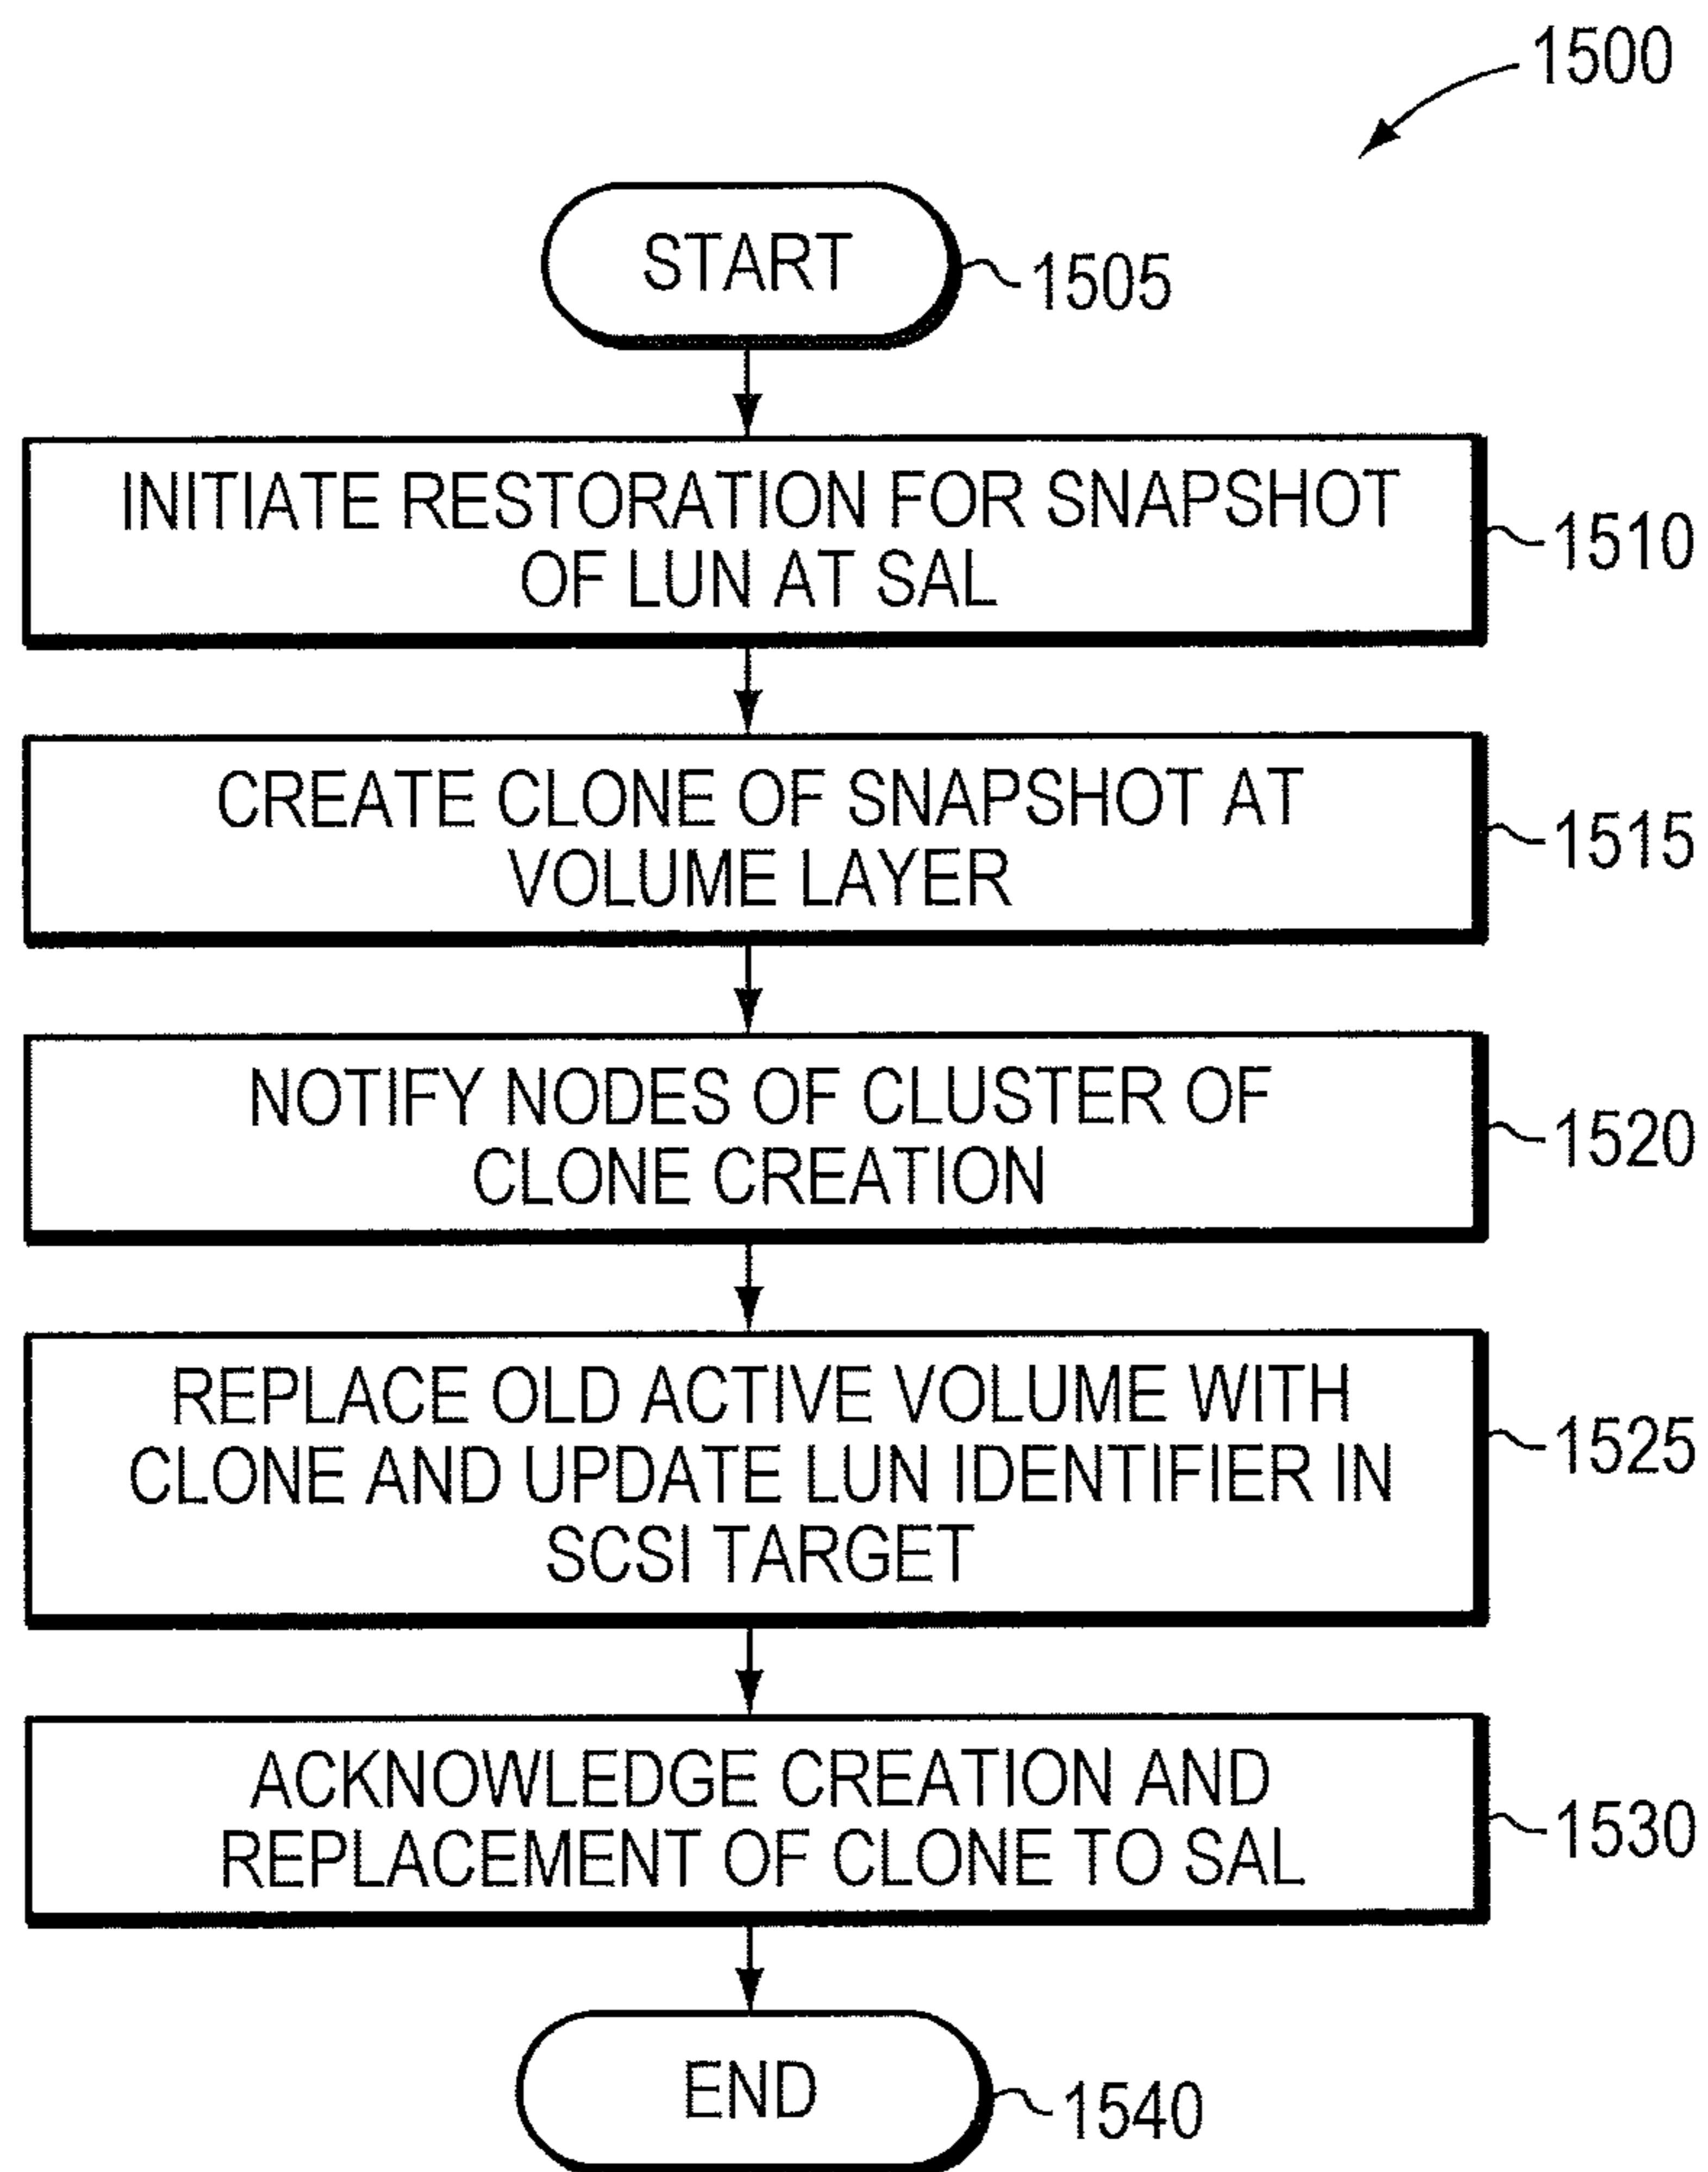 1500
START
1505
INITIATE RESTORATION FOR SNAPSHOT
OF LUN AT SAL
1510
CREATE CLONE OF SNAPSHOT AT
VOLUME LAYER
1515
NOTIFY NODES OF CLUSTER OF
CLONE CREATION
1520
REPLACE OLD ACTIVE VOLUME WITH
CLONE AND UPDATE LUN IDENTIFIER IN
SCSI TARGET
1525
ACKNOWLEDGE CREATION AND
REPLACEMENT OF CLONE TO SAL
1530
END
1540